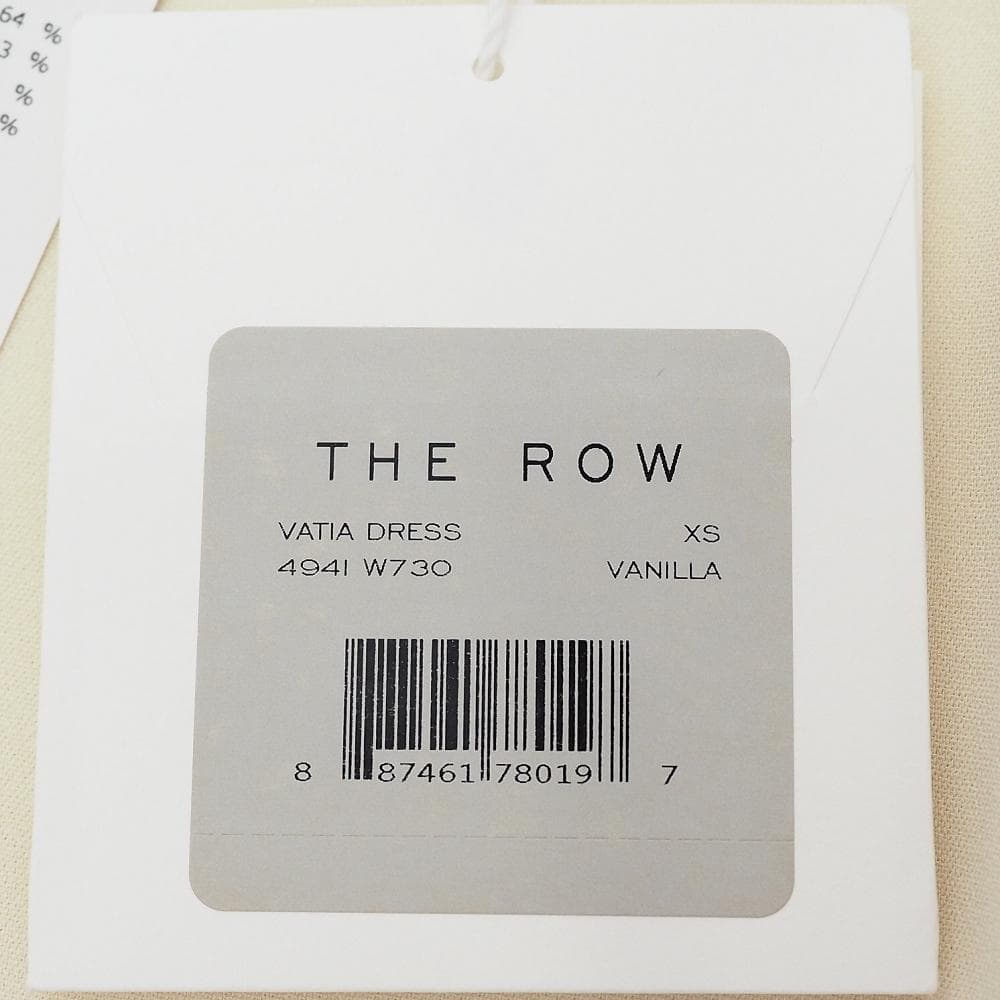 64 %
3 %
%
%
THE ROW
VATIA DRESS XS
4941 W730 VANILLA
8 87461 78019 7